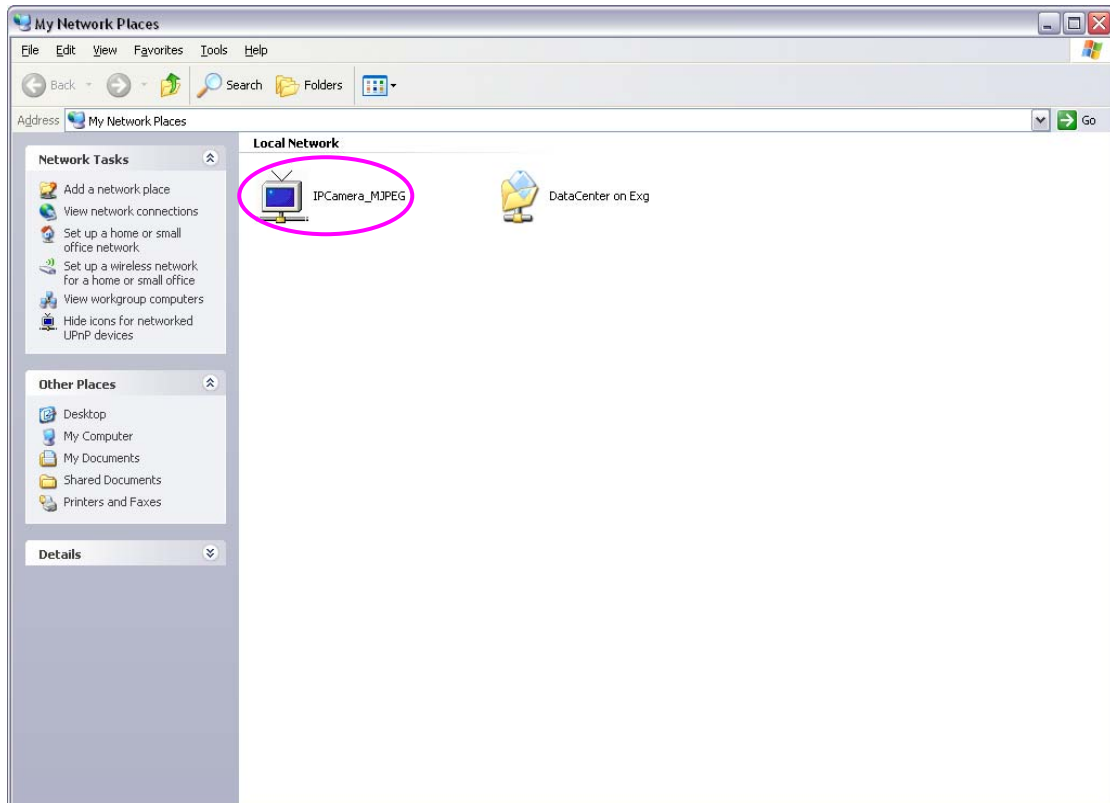 My Network Places
File Edit View Favorites Tools Help
Back Search Folders
Address My Network Places Go
Network Tasks
Add a network place
View network connections
Set up a home or small
office network
Set up a wireless network
for a home or small office
View workgroup computers
Hide icons for networked
UPnP devices
Other Places
Desktop
My Computer
My Documents
Shared Documents
Printers and Faxes
Details
Local Network
IPCamera_MJPEG DataCenter on Exg